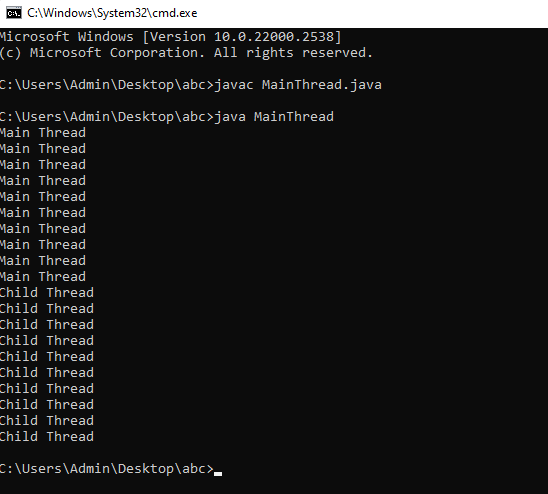 C:\Windows\System32\cmd.exe
Microsoft Windows [Version 10.0.22000.2538]
(c) Microsoft Corporation. All rights reserved.
C:\Users\Admin\Desktop\abc>javac MainThread.java
C:\Users\Admin\Desktop\abc>java MainThread
Main Thread
Main Thread
Main Thread
Main Thread
Main Thread
Main Thread
Main Thread
Main Thread
Main Thread
Main Thread
Child Thread
Child Thread
Child Thread
Child Thread
Child Thread
Child Thread
Child Thread
Child Thread
Child Thread
Child Thread
C:\Users\Admin\Desktop\abc>